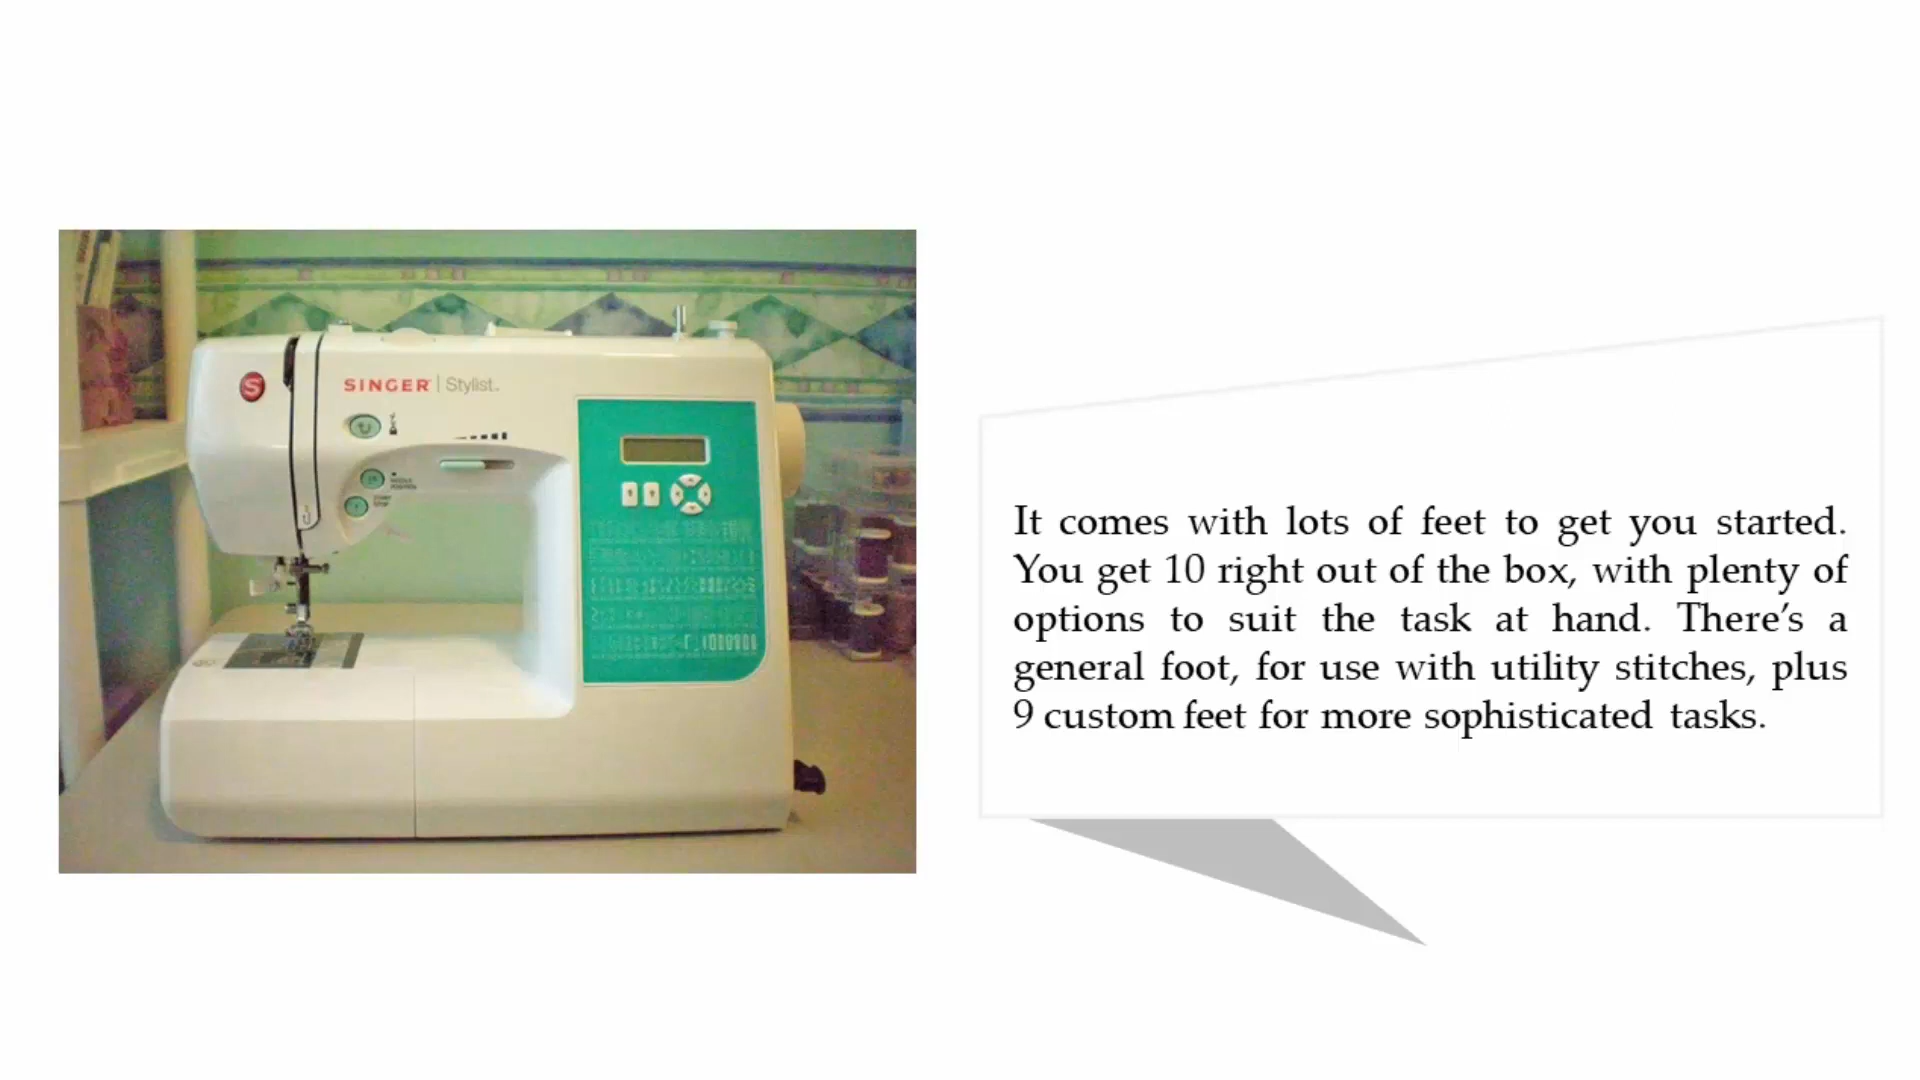 S
SINGER | Stylist™
It comes with lots of feet to get you started.
You get 10 right out of the box, with plenty of
options to suit the task at hand. There’s a
general foot, for use with utility stitches, plus
9 custom feet for more sophisticated tasks.